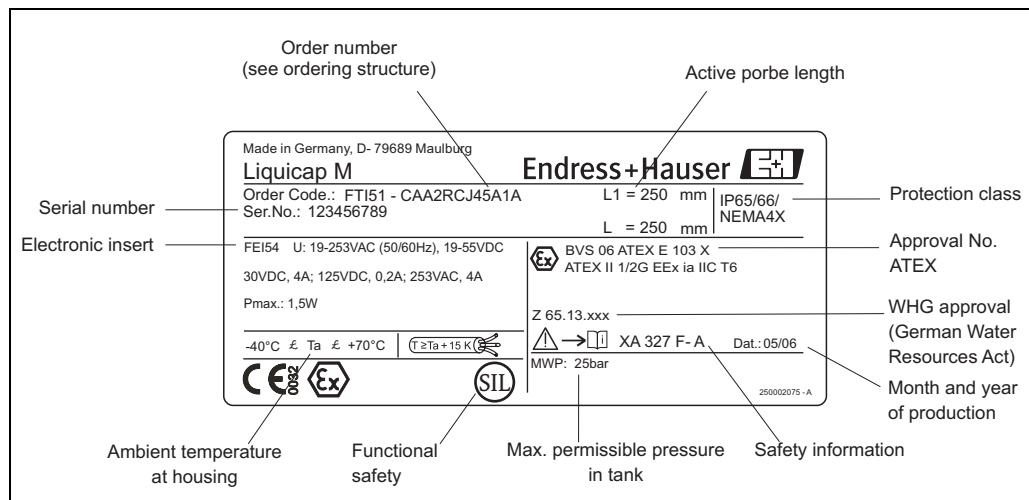 Order number
(see ordering structure)
Active porbe length
Made in Germany, D- 79689 Maulburg
Liquicap M
Endress+Hauser
Order Code.: FTI51 - CAA2RCJ45A1A
L1 = 250 mm
IP65/66/
NEMA4X
Protection class
Serial number
Ser.No.: 123456789
L = 250 mm
Electronic insert
FEI54 U: 19-253VAC (50/60Hz), 19-55VDC
30VDC, 4A; 125VDC, 0,2A; 253VAC, 4A
Pmax.: 1,5W
Ex
BVS 06 ATEX E 103 X
ATEX II 1/2G EEx ia IIC T6
Approval No.
ATEX
Z 65.13.xxx
WHG approval
(German Water
Resources Act)
-40°C £ Ta £ +70°C
T ≥Ta + 15 K
XA 327 F- A
Dat.: 05/06
MWP: 25bar
Month and year
of production
CE 0032
Ex
SIL
250002075 - A
Ambient temperature
at housing
Functional
safety
Max. permissible pressure
in tank
Safety information